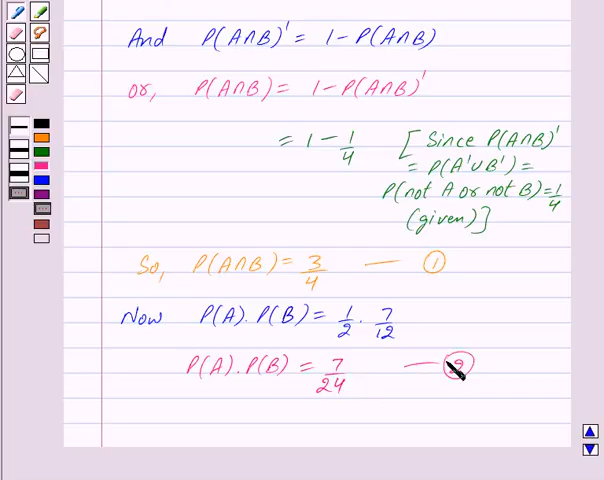 And P(A∩B)' = 1 - P(A∩B)
or, P(A∩B) = 1 - P(A∩B)'
= 1 - 1/4 [Since P(A∩B)'
= P(A'∪B') =
P(not A or not B) = 1/4
(given)]
So, P(A∩B) = 3/4 — ①
Now P(A). P(B) = 1/2 . 7/12
P(A). P(B) = 7/24 — ②